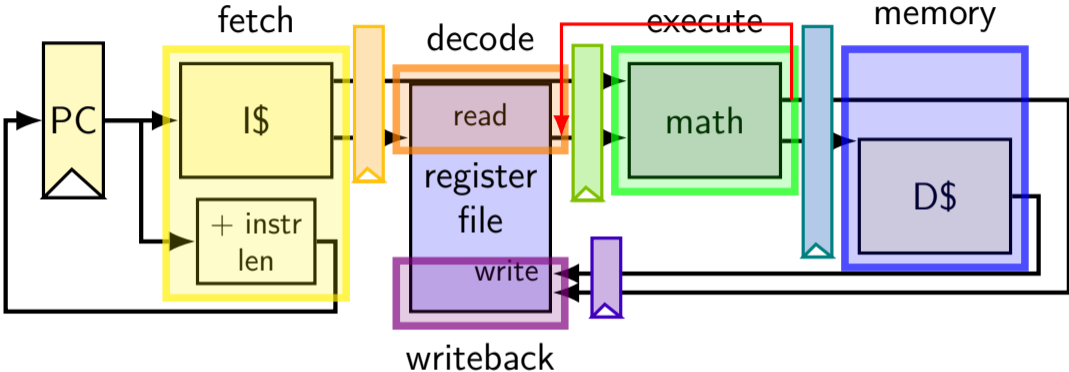 fetch
decode
execute
memory
PC
I$
+ instr
len
read
register
file
write
writeback
math
D$